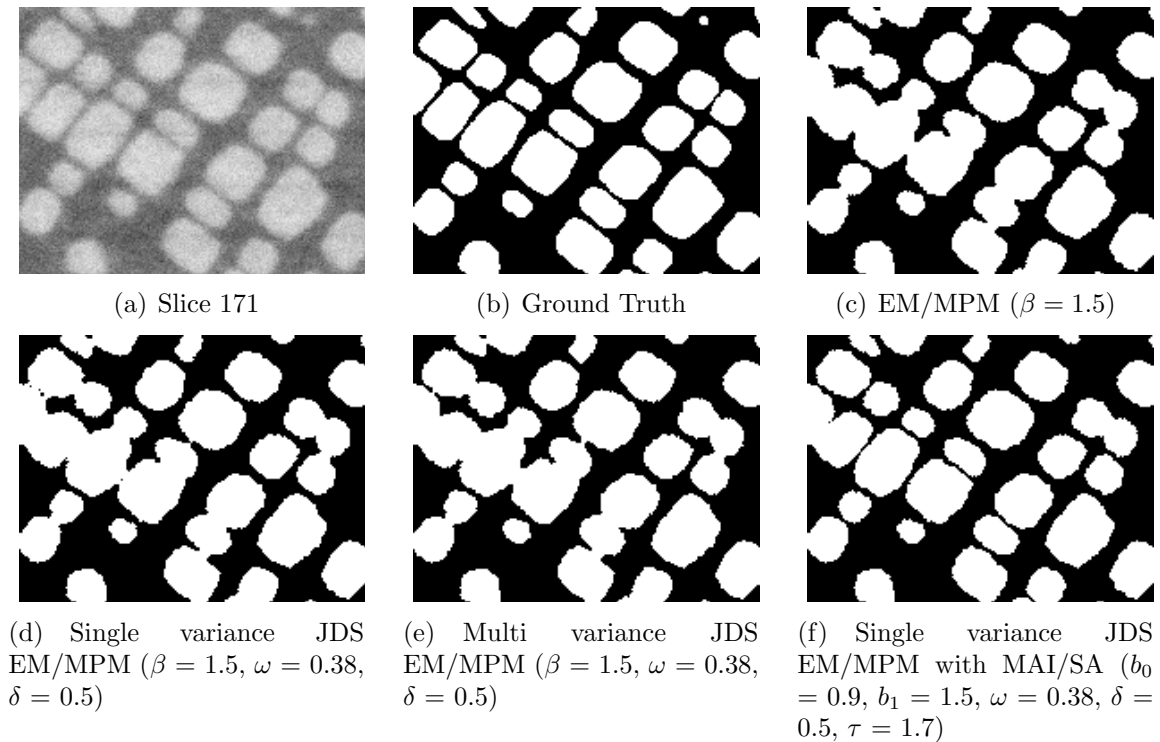 (a) Slice 171
(b) Ground Truth
(c) EM/MPM (β = 1.5)
(d) Single variance JDS
EM/MPM (β = 1.5, ω = 0.38,
δ = 0.5)
(e) Multi variance JDS
EM/MPM (β = 1.5, ω = 0.38,
δ = 0.5)
(f) Single variance JDS
EM/MPM with MAI/SA (b₀
= 0.9, b₁ = 1.5, ω = 0.38, δ =
0.5, τ = 1.7)